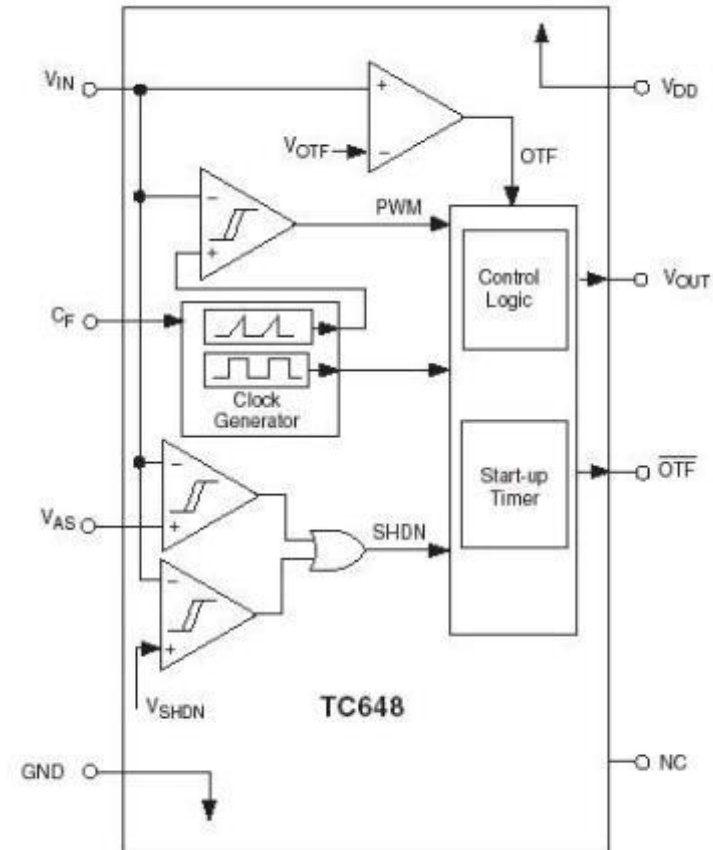 VIN
VDD
+
VOTF
−
OTF
−
PWM
+
Control
Logic
VOUT
CF
Clock
Generator
−
VAS
+
SHDN
Start-up
Timer
OTF
−
+
VSHDN
TC648
GND
NC